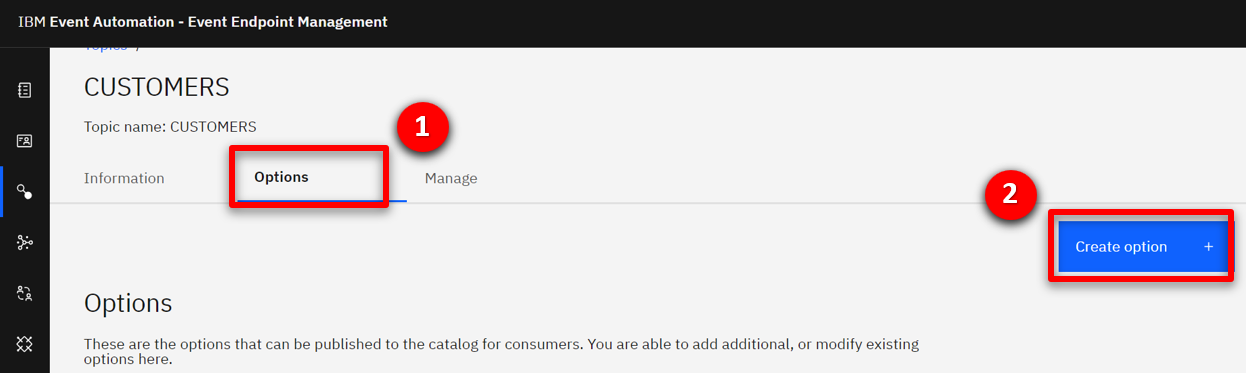 IBM Event Automation - Event Endpoint Management
Topics /
CUSTOMERS
Topic name: CUSTOMERS
1
Information
Options
Manage
2
Create option +
Options
These are the options that can be published to the catalog for consumers. You are able to add additional, or modify existing
options here.